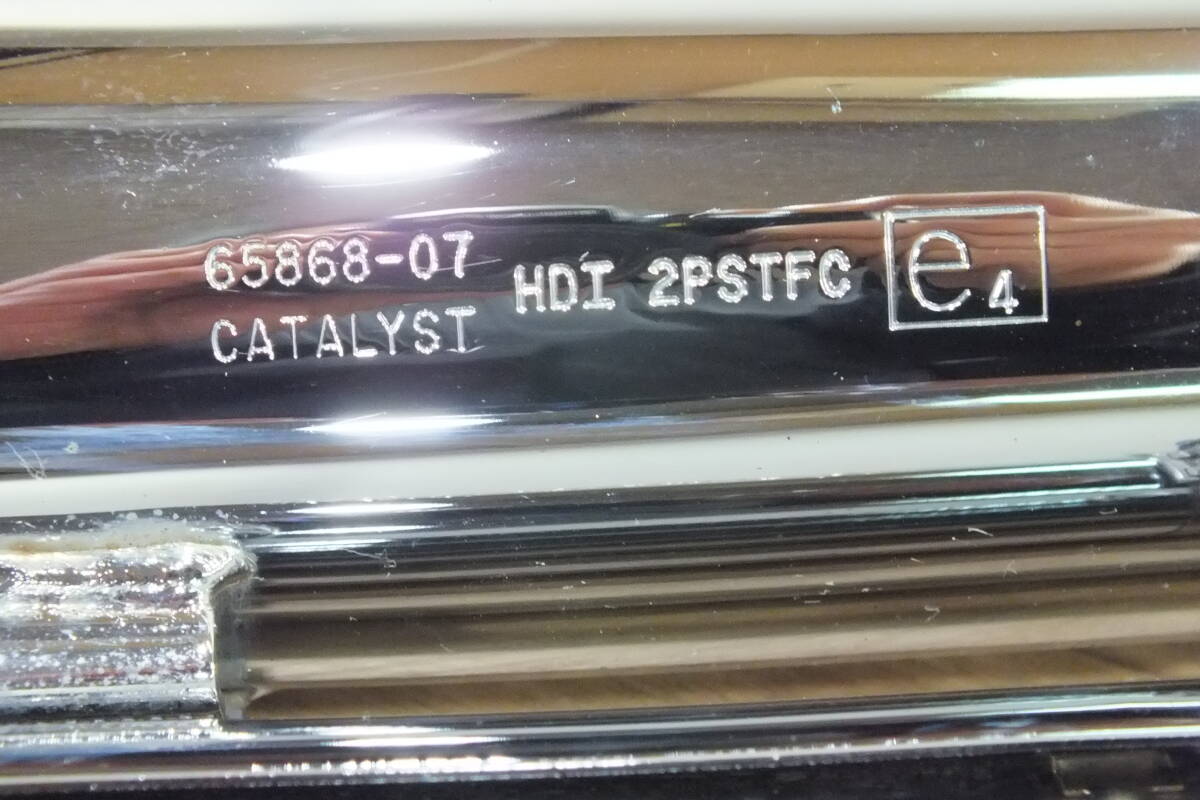 65868-07
CATALYST
HDI 2PSTFC
e4